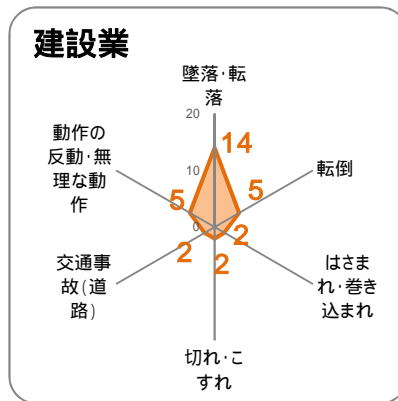 建設業
墜落･転
落
20
14
10
0
転倒
5
はさま
れ･巻き
込まれ
2
切れ･こ
すれ
2
交通事
故(道
路)
2
動作の
反動･無
理な動
作
5